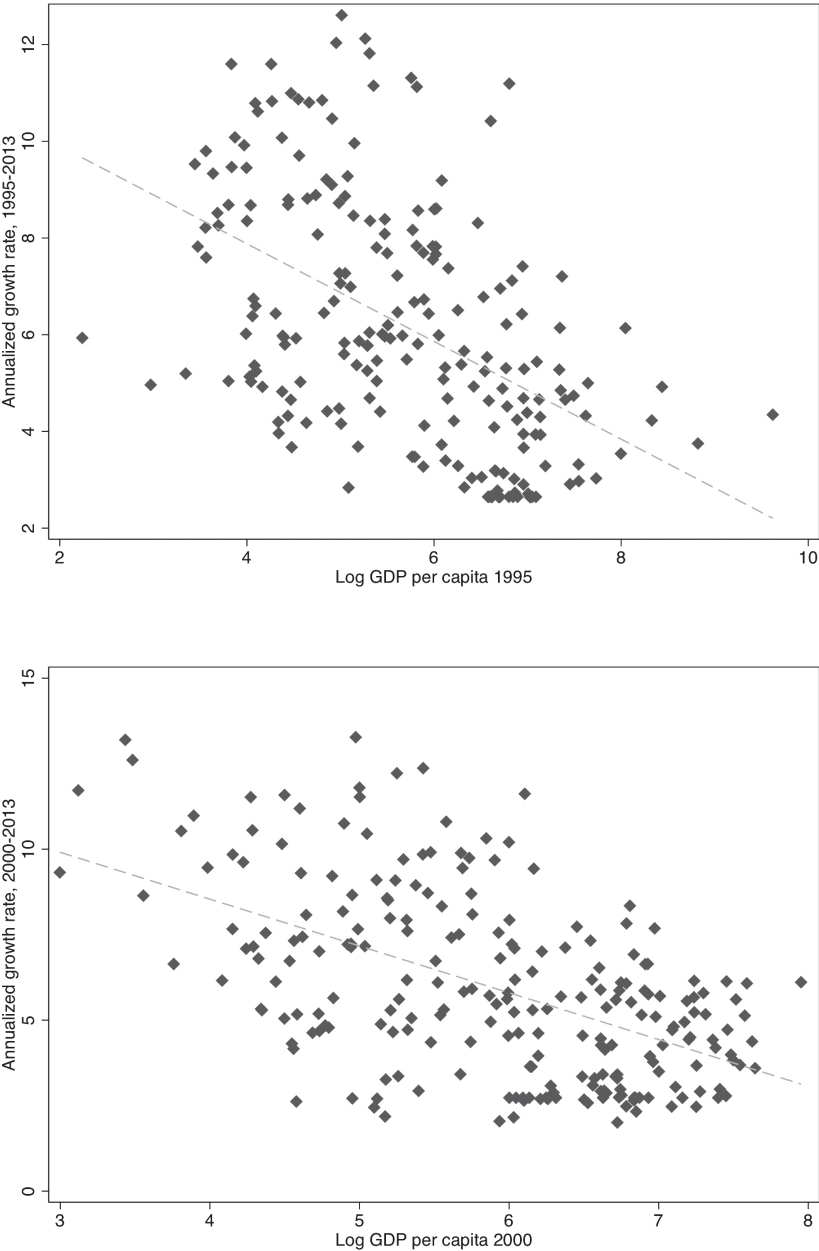 12
10
8
6
4
2
Annualized growth rate, 1995-2013
2 4 6 8 10
Log GDP per capita 1995
15
10
5
0
Annualized growth rate, 2000-2013
3 4 5 6 7 8
Log GDP per capita 2000